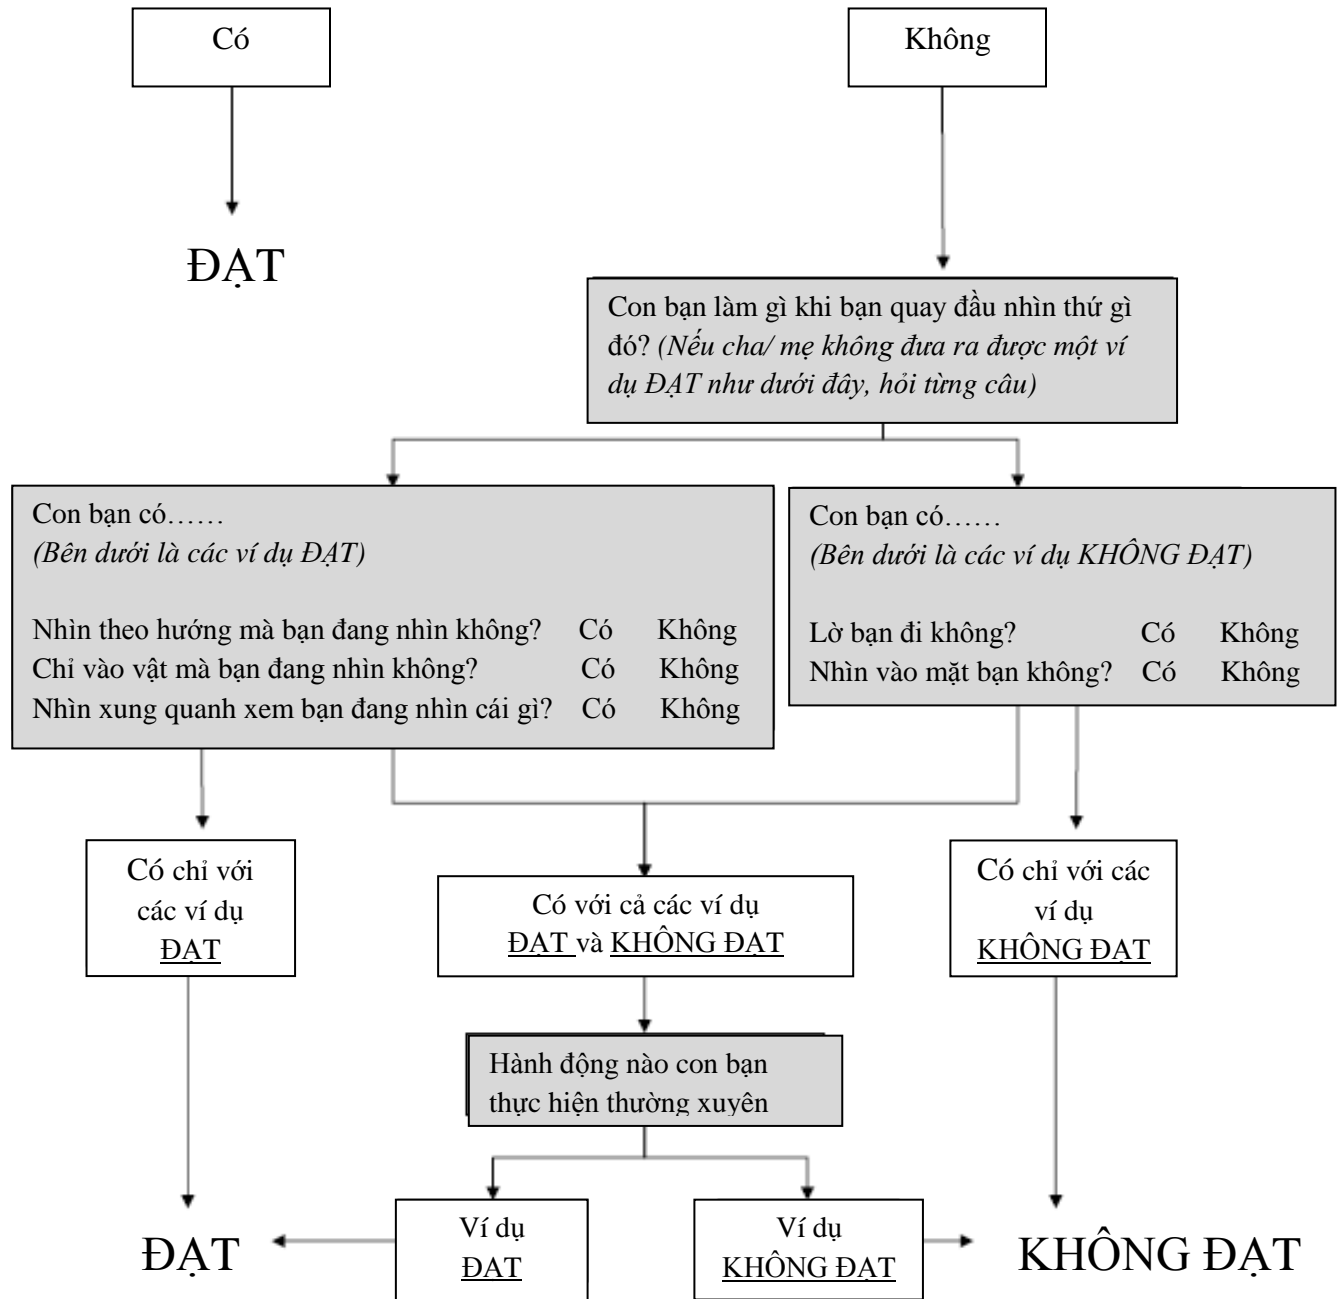 Có
Không
ĐẠT
Con bạn làm gì khi bạn quay đầu nhìn thứ gì
đó? (Nếu cha/ mẹ không đưa ra được một ví
dụ ĐẠT như dưới đây, hỏi từng câu)
Con bạn có……
(Bên dưới là các ví dụ ĐẠT)
Nhìn theo hướng mà bạn đang nhìn không? Có Không
Chỉ vào vật mà bạn đang nhìn không? Có Không
Nhìn xung quanh xem bạn đang nhìn cái gì? Có Không
Con bạn có……
(Bên dưới là các ví dụ KHÔNG ĐẠT)
Lờ bạn đi không? Có Không
Nhìn vào mặt bạn không? Có Không
Có chỉ với
các ví dụ
ĐẠT
Có với cả các ví dụ
ĐẠT và KHÔNG ĐẠT
Có chỉ với các
ví dụ
KHÔNG ĐẠT
Hành động nào con bạn
thực hiện thường xuyên
ĐẠT
Ví dụ
ĐẠT
Ví dụ
KHÔNG ĐẠT
KHÔNG ĐẠT